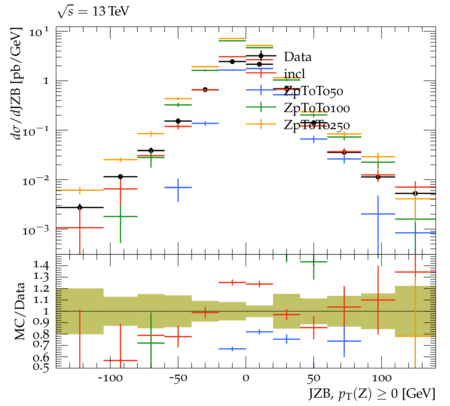 √s = 13 TeV
dσ/dJZB [pb/GeV]
10¹
1
10⁻¹
10⁻²
10⁻³
Data
incl
ZpToTo50
ZpToTo100
ZpToTo250
MC/Data
1.4
1.3
1.2
1.1
1
0.9
0.8
0.7
0.6
0.5
-100 -50 0 50 100
JZB, p_T(Z) ≥ 0 [GeV]